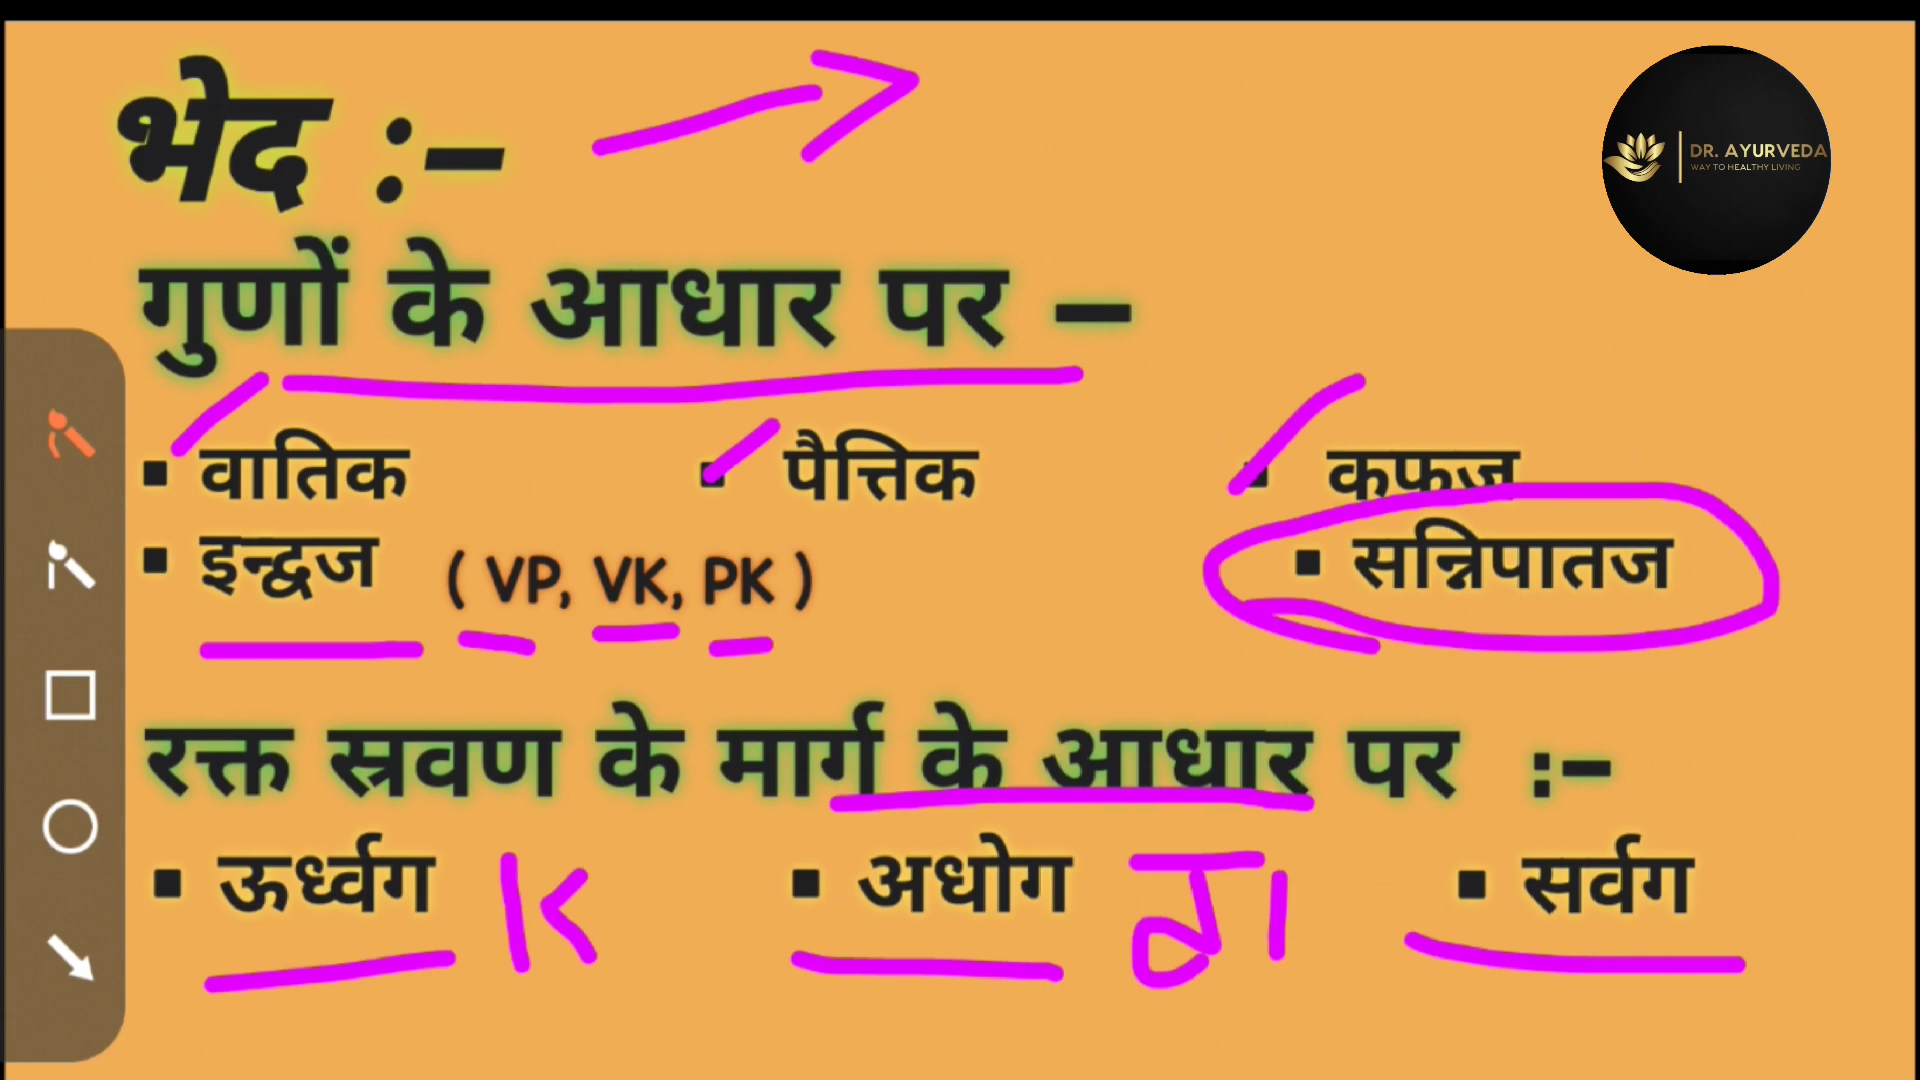 भेद :–
DR. AYURVEDA
WAY TO HEALTHY LIVING
गुणों के आधार पर –
▪ वातिक ▪ पैत्तिक ▪ कफज
▪ इन्द्वज ( VP, VK, PK ) ▪ सन्निपातज
रक्त स्रवण के मार्ग के आधार पर :–
▪ ऊर्ध्वग K ▪ अधोग वा ▪ सर्वग